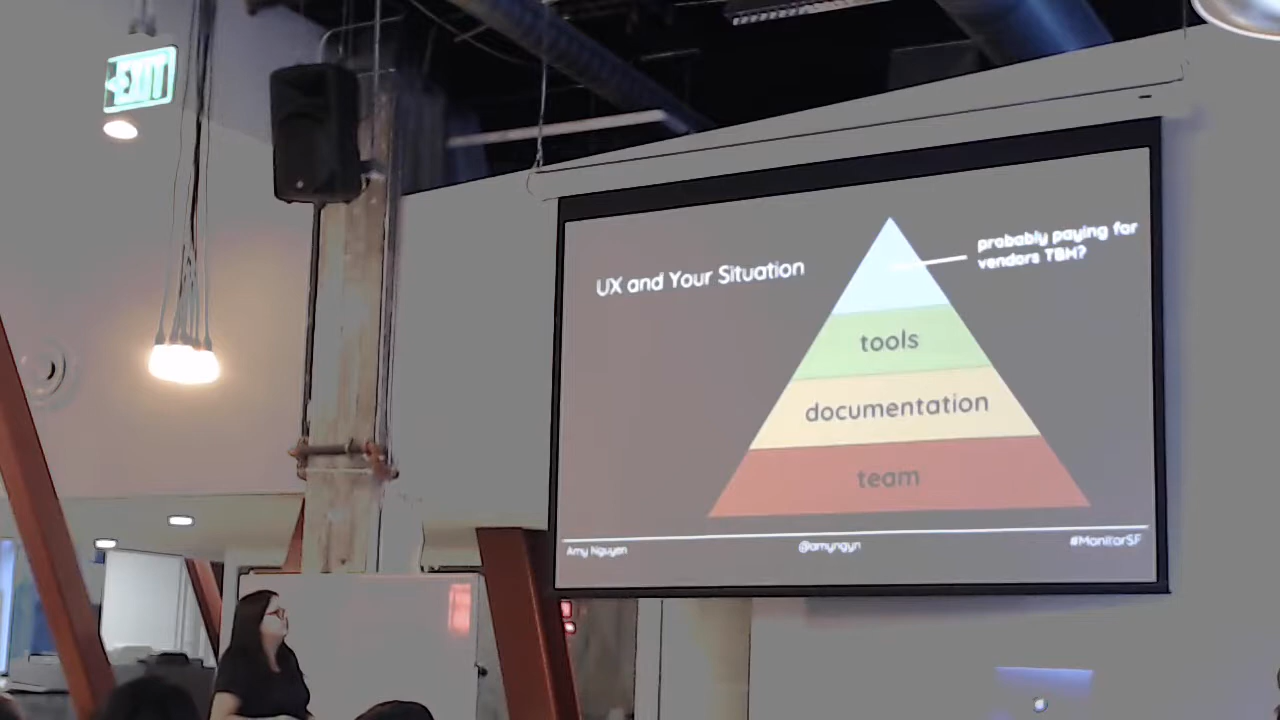 EXIT
UX and Your Situation
probably paying for
vendors TBH?
tools
documentation
team
Amy Nguyen
@amyngyn
#MonitorSF